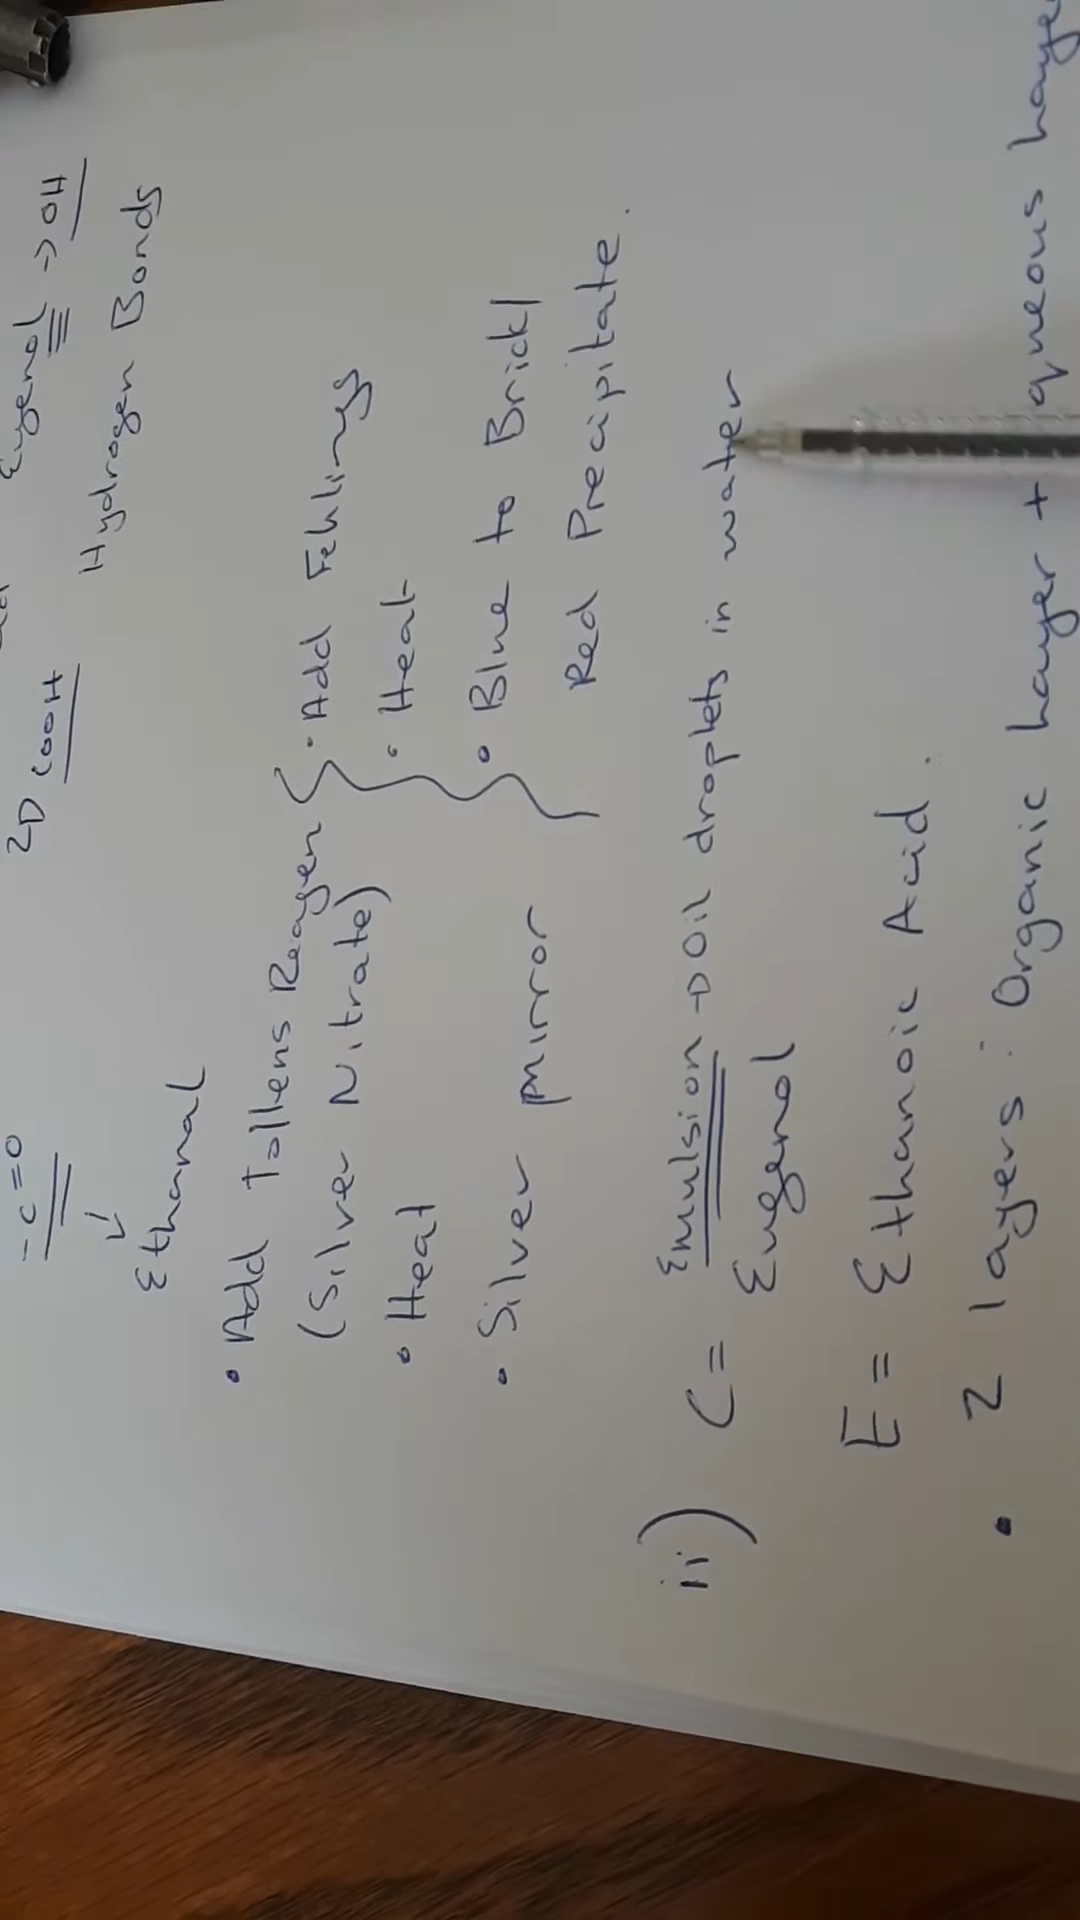 Eugenol → OH
- C = O
2D COOH
Hydrogen Bonds
Ethanal
• Add Tollens Reagen
(Silver Nitrate)
• Heat
• Silver mirror
• Add Fehlings
• Heat
• Blue to Brick
Red Precipitate.
ii) C = Emulsion → Oil droplets in water
Eugenol
E = Ethanoic Acid.
• 2 layers: Organic layer + aqueous laye